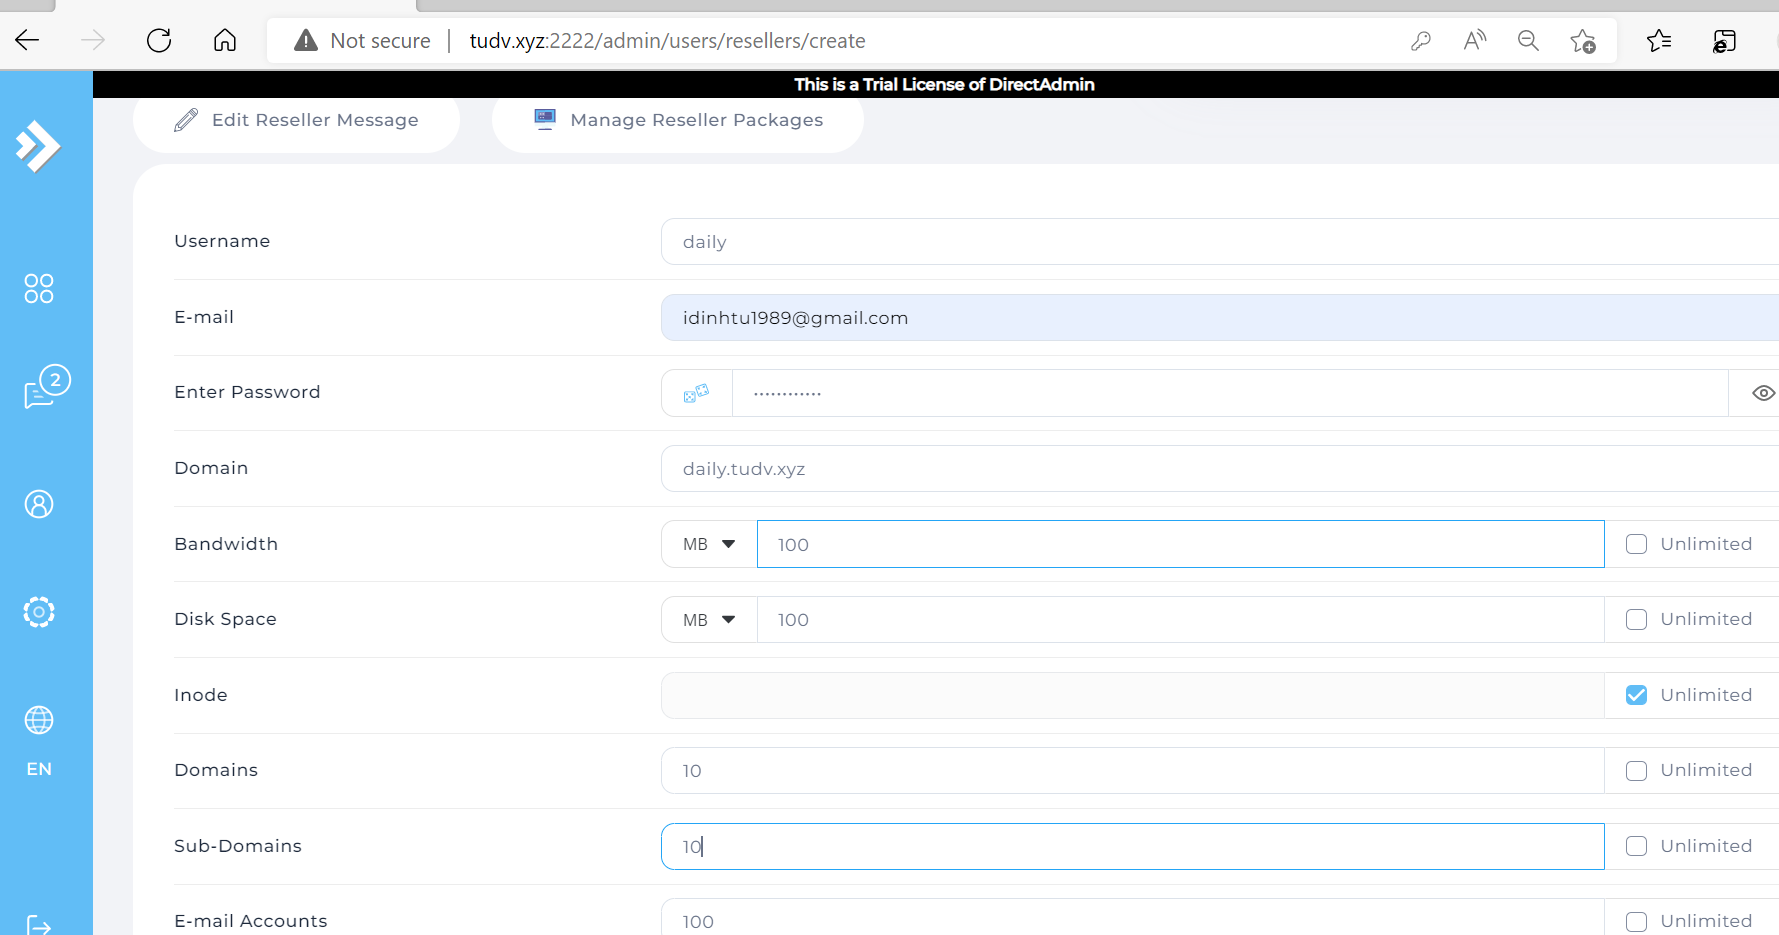 Not secure tudv.xyz:2222/admin/users/resellers/create
This is a Trial License of DirectAdmin
Edit Reseller Message Manage Reseller Packages
Username daily
E-mail idinhtu1989@gmail.com
2
Enter Password ············
Domain daily.tudv.xyz
Bandwidth MB 100 Unlimited
Disk Space MB 100 Unlimited
Inode Unlimited
Domains 10 Unlimited
EN
Sub-Domains 10 Unlimited
E-mail Accounts 100 Unlimited